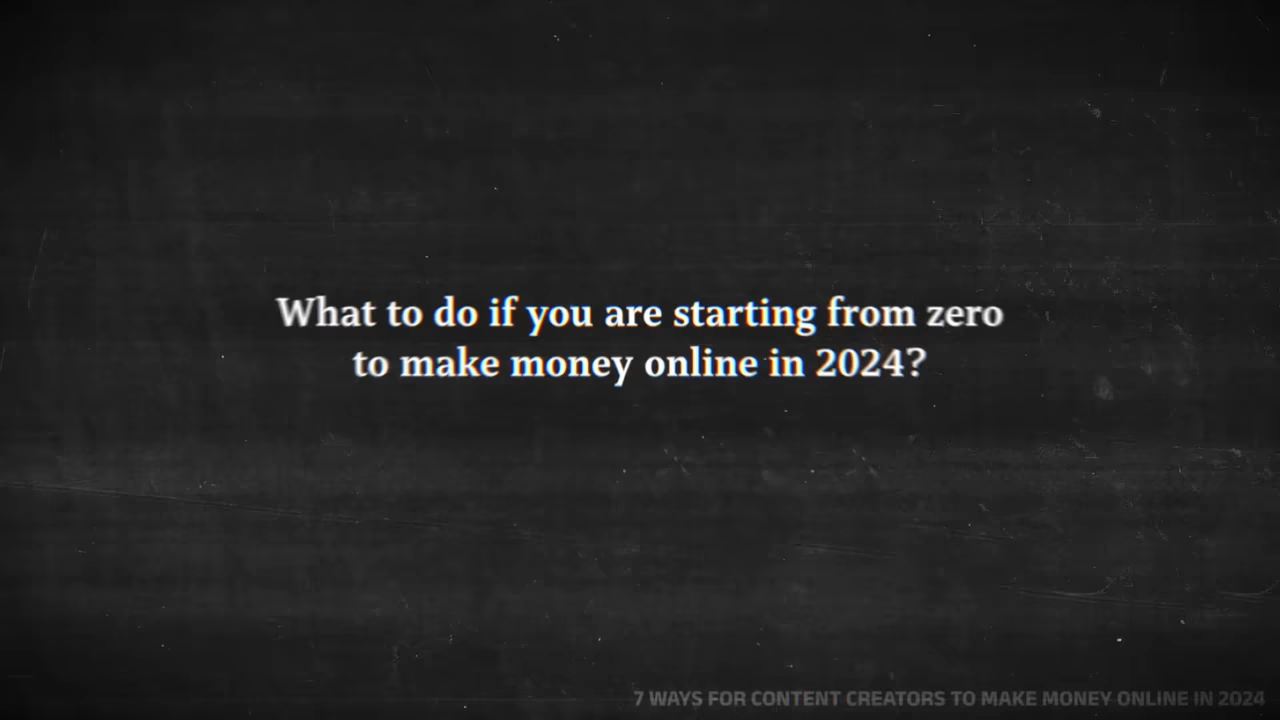 What to do if you are starting from zero
to make money online in 2024?
7 WAYS FOR CONTENT CREATORS TO MAKE MONEY ONLINE IN 2024